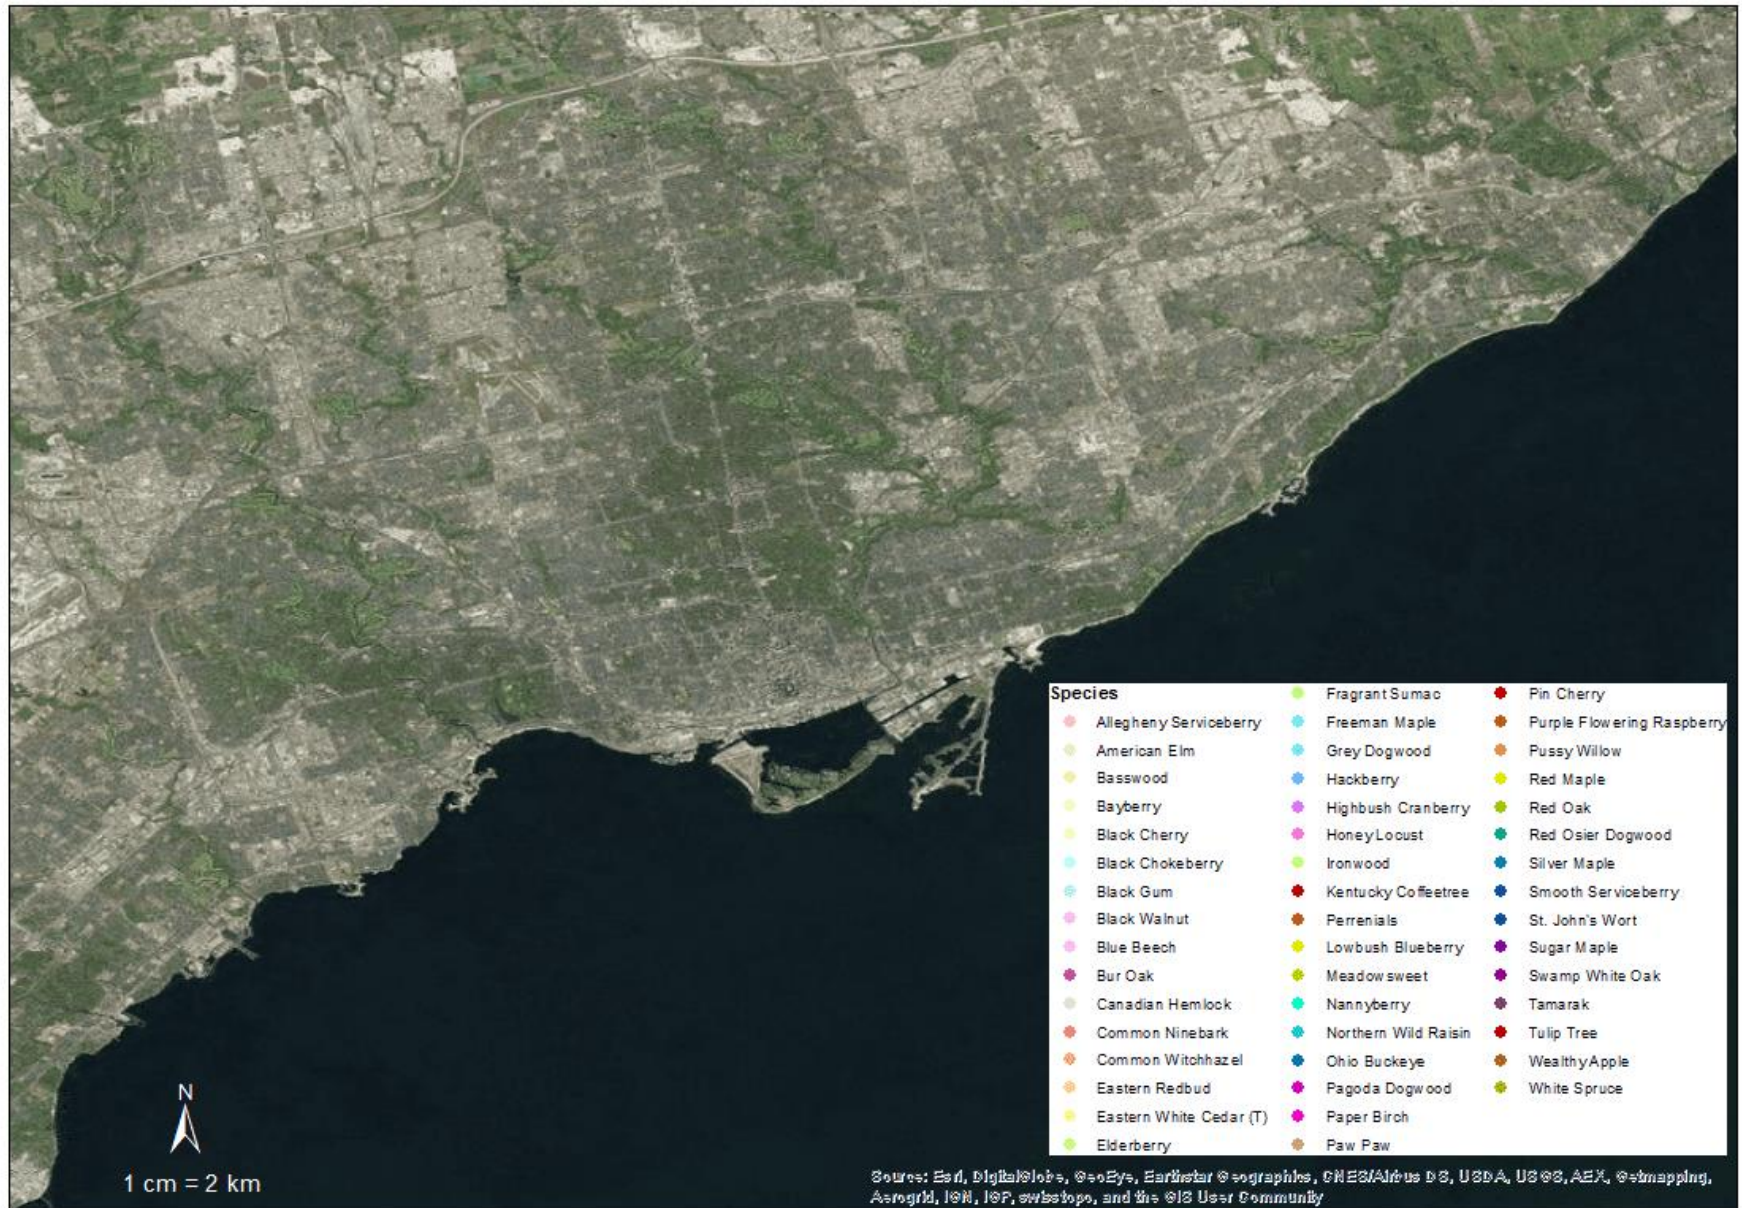 Species
Allegheny Serviceberry
American Elm
Basswood
Bayberry
Black Cherry
Black Chokeberry
Black Gum
Black Walnut
Blue Beech
Bur Oak
Canadian Hemlock
Common Ninebark
Common Witchhazel
Eastern Redbud
Eastern White Cedar (T)
Elderberry
Fragrant Sumac
Freeman Maple
Grey Dogwood
Hackberry
Highbush Cranberry
Honey Locust
Ironwood
Kentucky Coffeetree
Perrenials
Lowbush Blueberry
Meadowsweet
Nannyberry
Northern Wild Raisin
Ohio Buckeye
Pagoda Dogwood
Paper Birch
Paw Paw
Pin Cherry
Purple Flowering Raspberry
Pussy Willow
Red Maple
Red Oak
Red Osier Dogwood
Silver Maple
Smooth Serviceberry
St. John's Wort
Sugar Maple
Swamp White Oak
Tamarak
Tulip Tree
Wealthy Apple
White Spruce
N
1 cm = 2 km
Source: Esri, DigitalGlobe, GeoEye, Earthstar Geographics, CNES/Airbus DS, USDA, USGS, AEX, Getmapping,
Aerogrid, IGN, IGP, swisstopo, and the GIS User Community